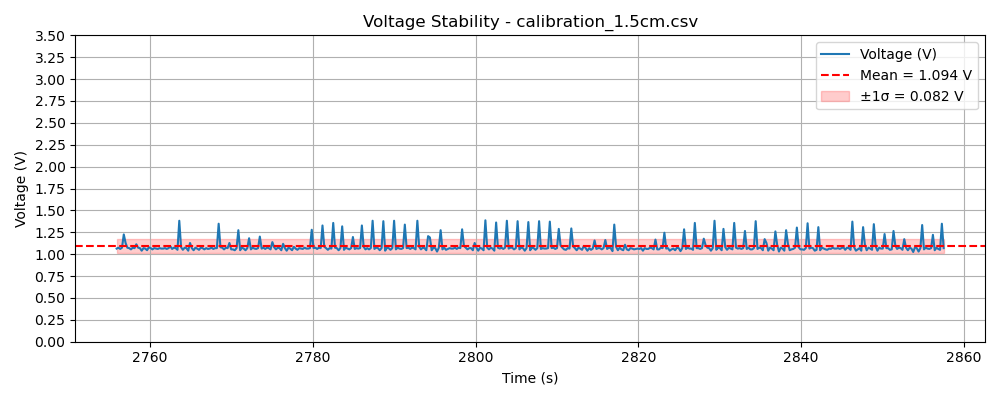 Voltage Stability - calibration_1.5cm.csv
Voltage (V)
3.50
3.25
3.00
2.75
2.50
2.25
2.00
1.75
1.50
1.25
1.00
0.75
0.50
0.25
0.00
Voltage (V)
Mean = 1.094 V
±1σ = 0.082 V
2760 2780 2800 2820 2840 2860
Time (s)